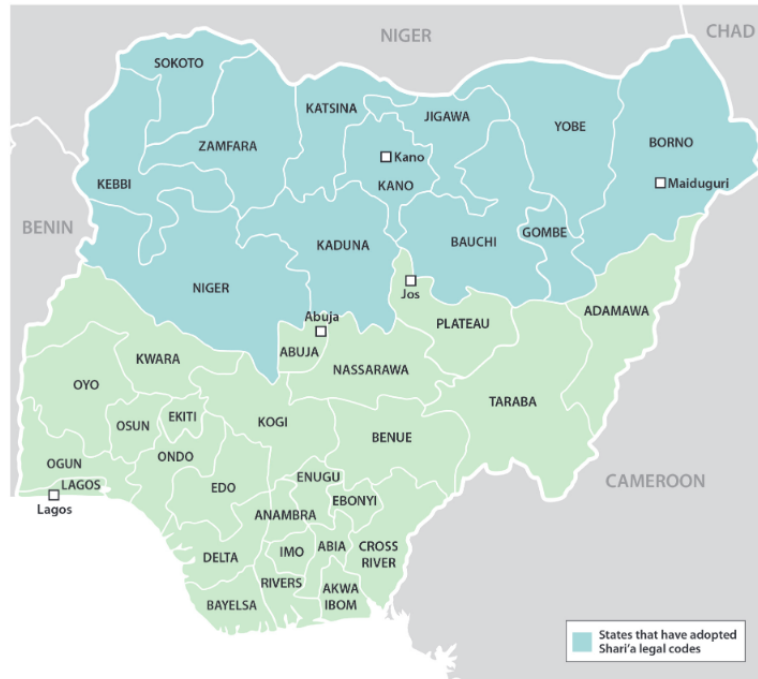 NIGER
CHAD
SOKOTO
KATSINA
JIGAWA
YOBE
BORNO
ZAMFARA
Kano
KANO
KEBBI
Maiduguri
BENIN
KADUNA
BAUCHI
GOMBE
NIGER
Jos
ADAMAWA
Abuja
PLATEAU
ABUJA
KWARA
NASSARAWA
OYO
TARABA
EKITI
OSUN
KOGI
BENUE
ONDO
OGUN
ENUGU
LAGOS
EDO
EBONYI
CAMEROON
Lagos
ANAMBRA
DELTA
IMO
ABIA
CROSS
RIVER
RIVERS
AKWA
IBOM
BAYELSA
States that have adopted
Shari'a legal codes